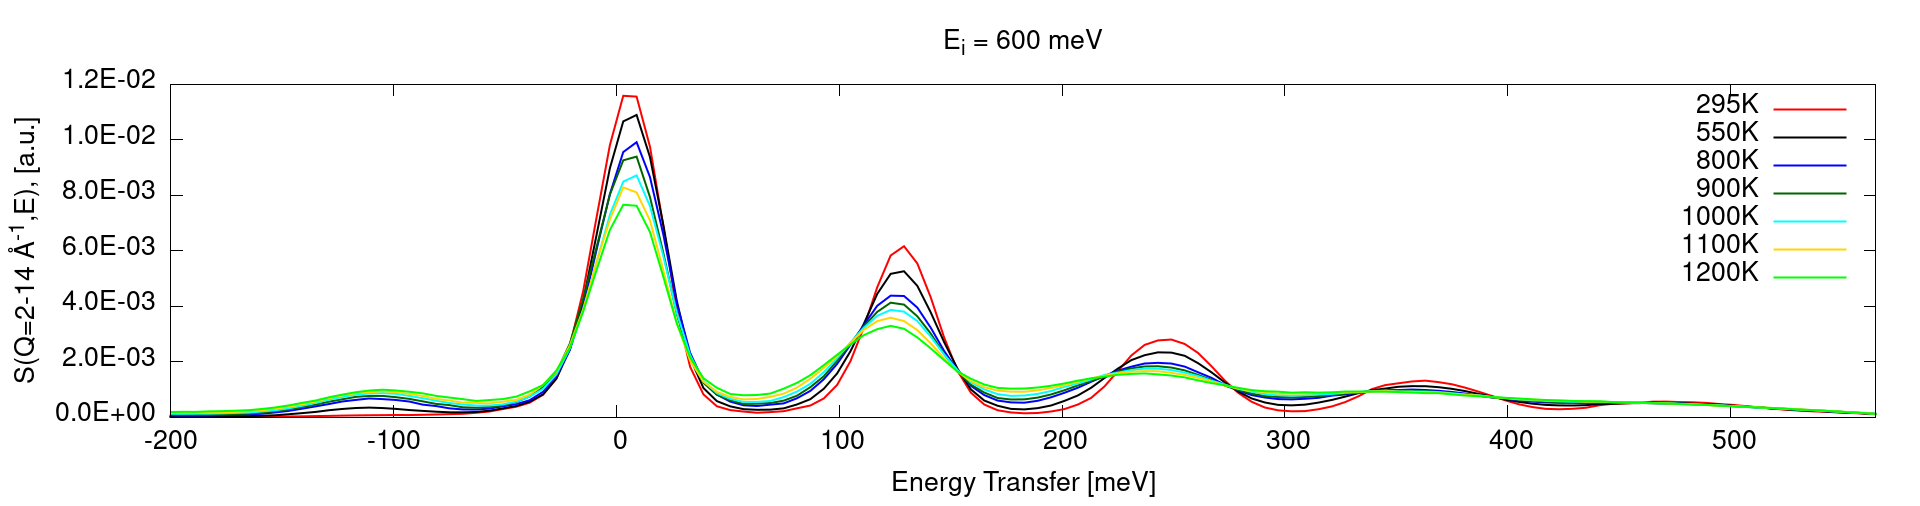 E_i = 600 meV
S(Q=2-14 Å^-1,E), [a.u.]
1.2E-02
1.0E-02
8.0E-03
6.0E-03
4.0E-03
2.0E-03
0.0E+00
-200 -100 0 100 200 300 400 500
Energy Transfer [meV]
295K
550K
800K
900K
1000K
1100K
1200K